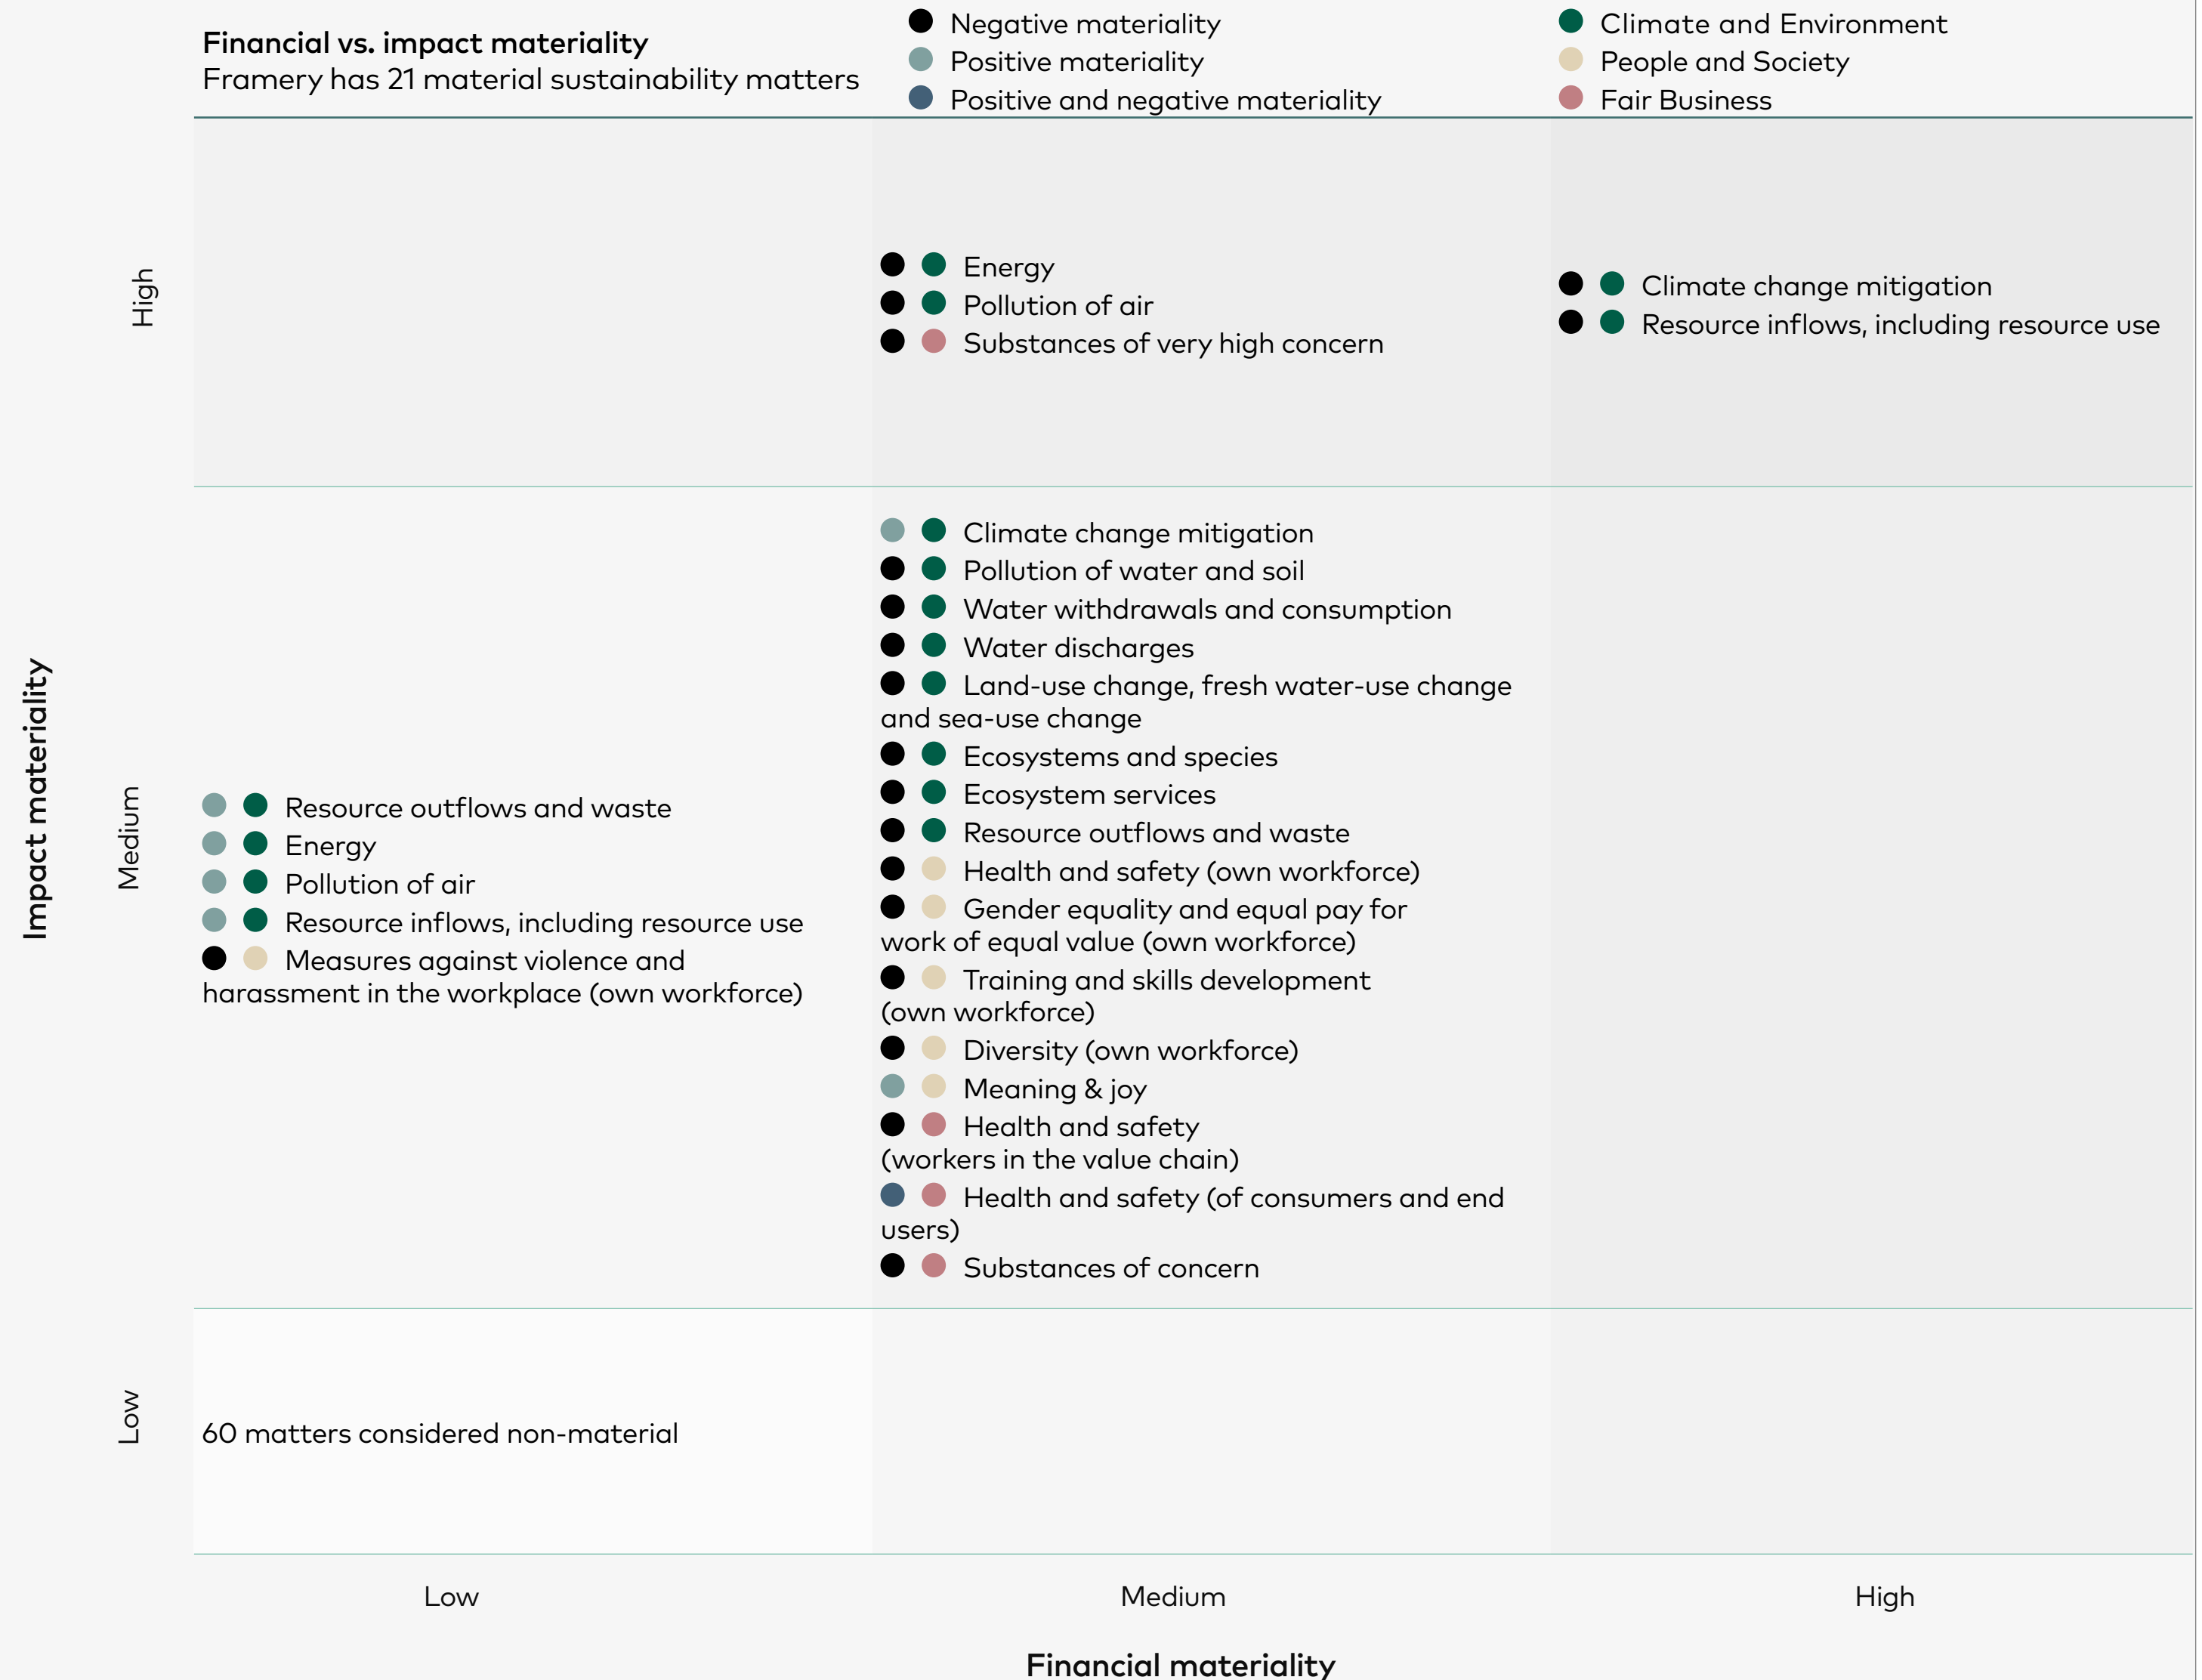 Financial vs. impact materiality
Framery has 21 material sustainability matters
Negative materiality
Positive materiality
Positive and negative materiality
Climate and Environment
People and Society
Fair Business
Impact materiality
High
Energy
Pollution of air
Substances of very high concern
Climate change mitigation
Resource inflows, including resource use
Medium
Resource outflows and waste
Energy
Pollution of air
Resource inflows, including resource use
Measures against violence and
harassment in the workplace (own workforce)
Climate change mitigation
Pollution of water and soil
Water withdrawals and consumption
Water discharges
Land-use change, fresh water-use change
and sea-use change
Ecosystems and species
Ecosystem services
Resource outflows and waste
Health and safety (own workforce)
Gender equality and equal pay for
work of equal value (own workforce)
Training and skills development
(own workforce)
Diversity (own workforce)
Meaning & joy
Health and safety
(workers in the value chain)
Health and safety (of consumers and end
users)
Substances of concern
Low
60 matters considered non-material
Low
Medium
High
Financial materiality